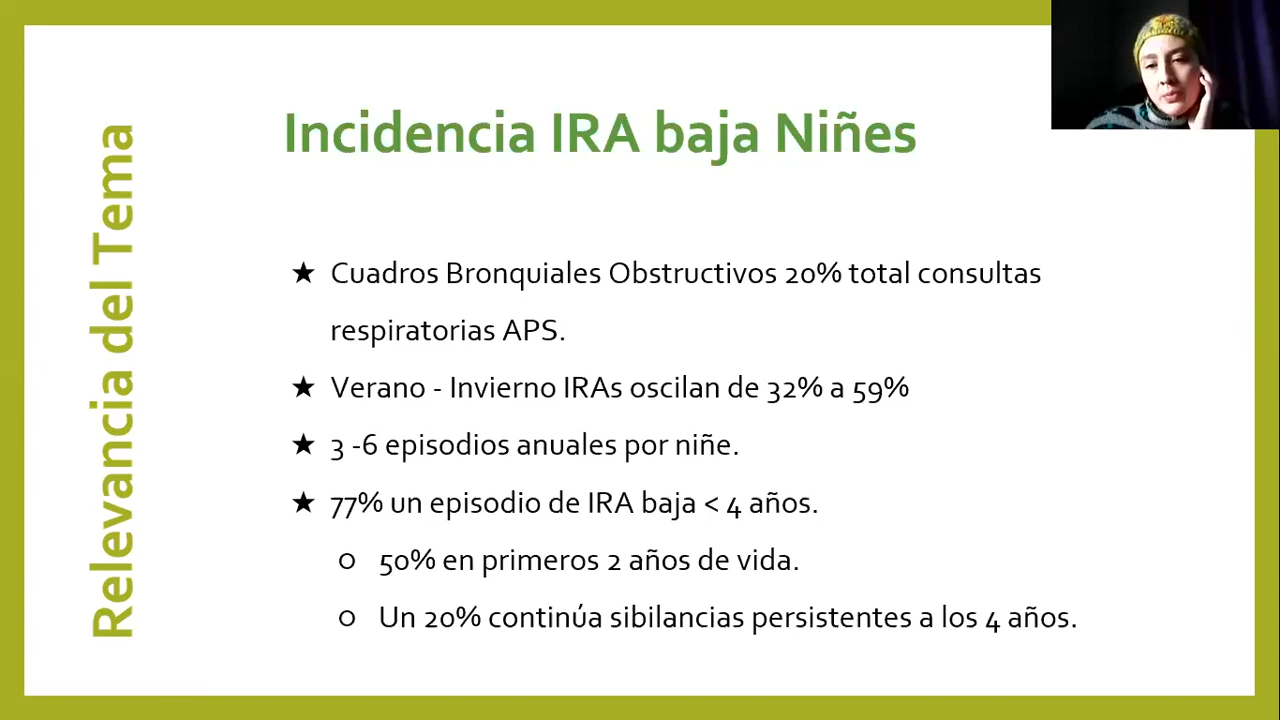 Relevancia del Tema
Incidencia IRA baja Niñes
★ Cuadros Bronquiales Obstructivos 20% total consultas
respiratorias APS.
★ Verano - Invierno IRAs oscilan de 32% a 59%
★ 3 -6 episodios anuales por niñe.
★ 77% un episodio de IRA baja < 4 años.
○ 50% en primeros 2 años de vida.
○ Un 20% continúa sibilancias persistentes a los 4 años.